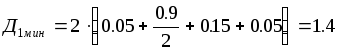 Д₁мин = 2 · ▯0.05 + 0.9/2 + 0.15 + 0.05▯ = 1.4